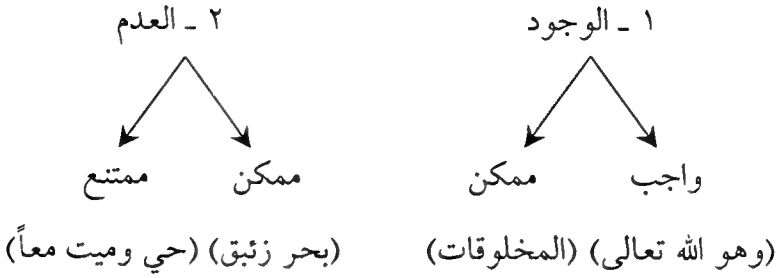 ١ - الوجود ٢ - العدم
واجب ممكن ممكن ممتنع
(وهو الله تعالى) (المخلوقات) (بحر زئبق) (حي وميت معاً)